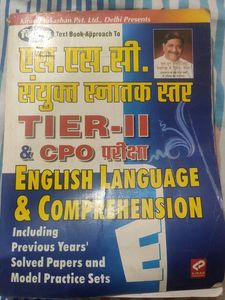 Kiran Prakashan Pvt. Ltd., Delhi Presents
Text Book-Approach To
एस.एस.सी.
संयुक्त स्नातक स्तर
TIER-II
& CPO परीक्षा
ENGLISH LANGUAGE
& COMPREHENSION
Including
Previous Years'
Solved Papers and
Model Practice Sets
E
KIRAN